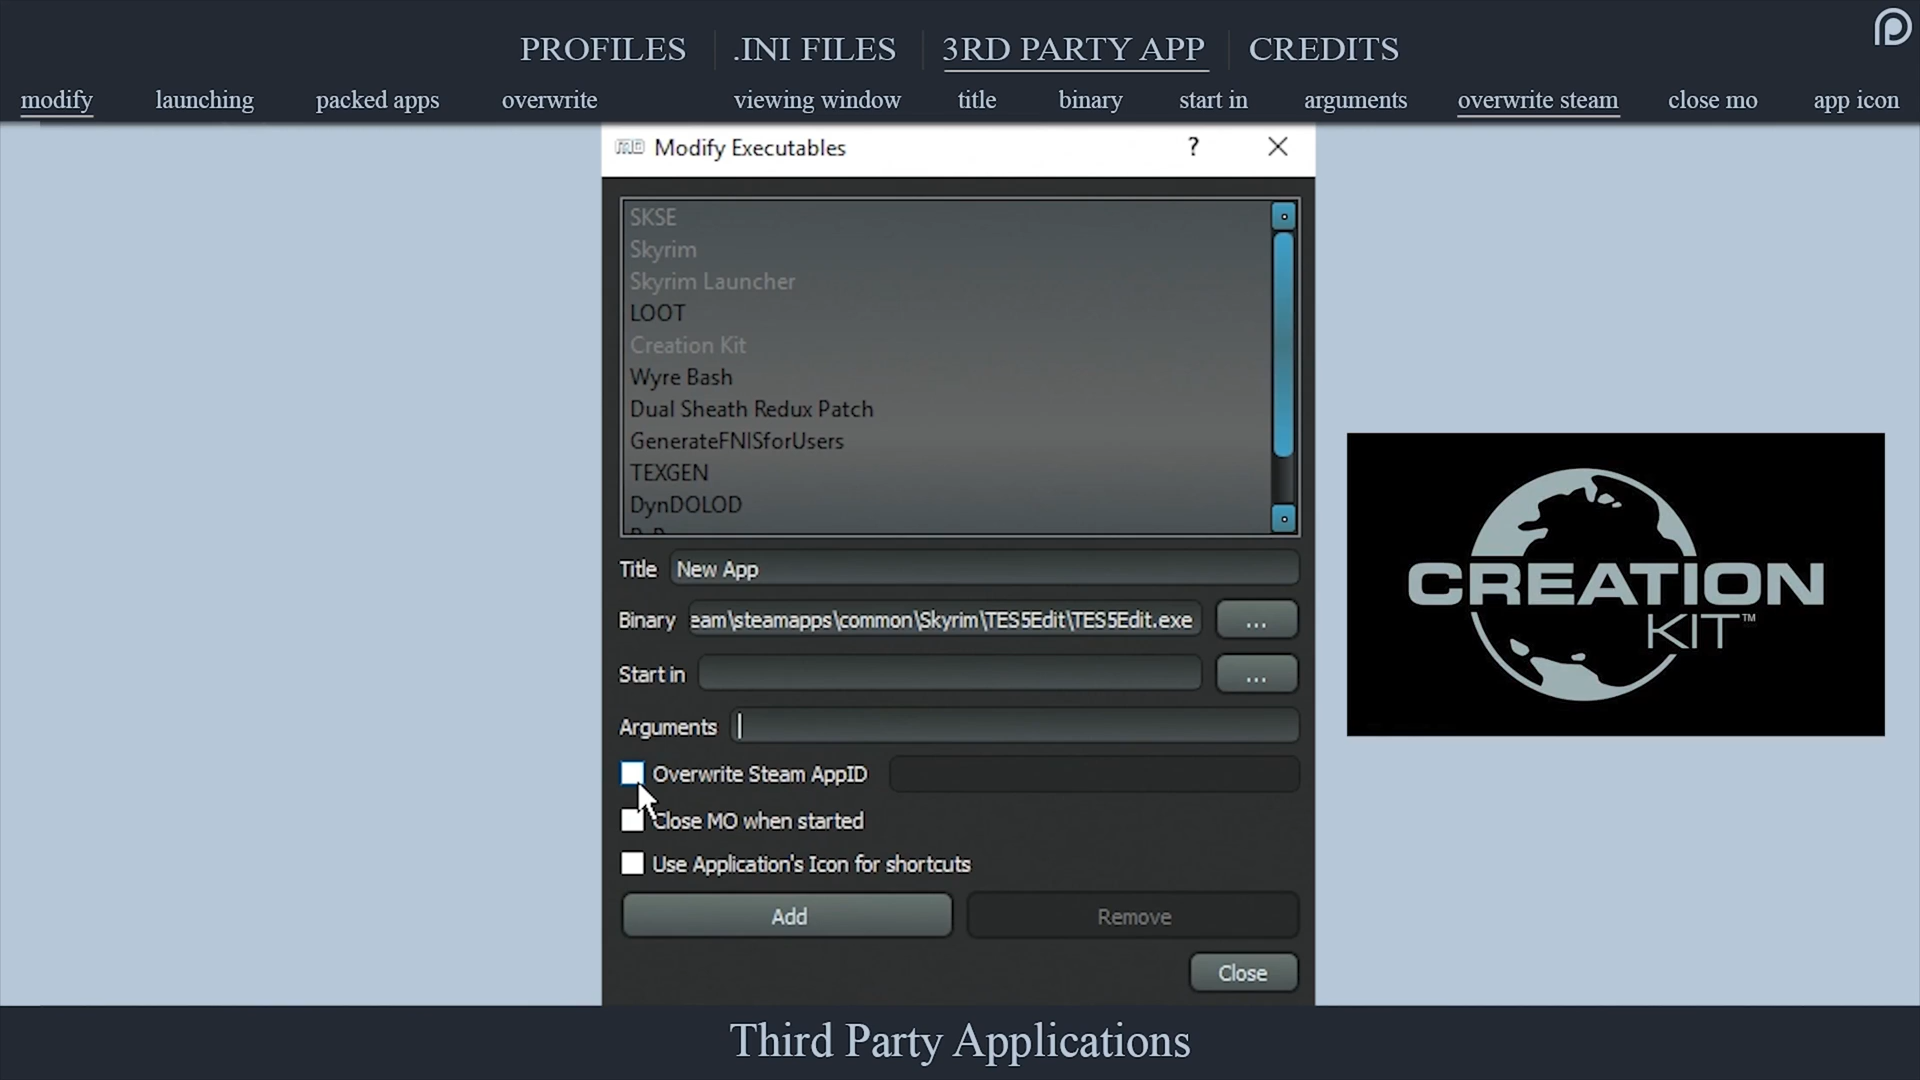 PROFILES .INI FILES 3RD PARTY APP CREDITS
modify launching packed apps overwrite viewing window title binary start in arguments overwrite steam close mo app icon
Modify Executables ?
SKSE
Skyrim
Skyrim Launcher
LOOT
Creation Kit
Wyre Bash
Dual Sheath Redux Patch
GenerateFNISforUsers
TEXGEN
DynDOLOD
Title New App
Binary eam\steamapps\common\Skyrim\TES5Edit\TES5Edit.exe ...
Start in ...
Arguments
Overwrite Steam AppID
Close MO when started
Use Application's Icon for shortcuts
Add Remove
Close
CREATION
KIT™
Third Party Applications